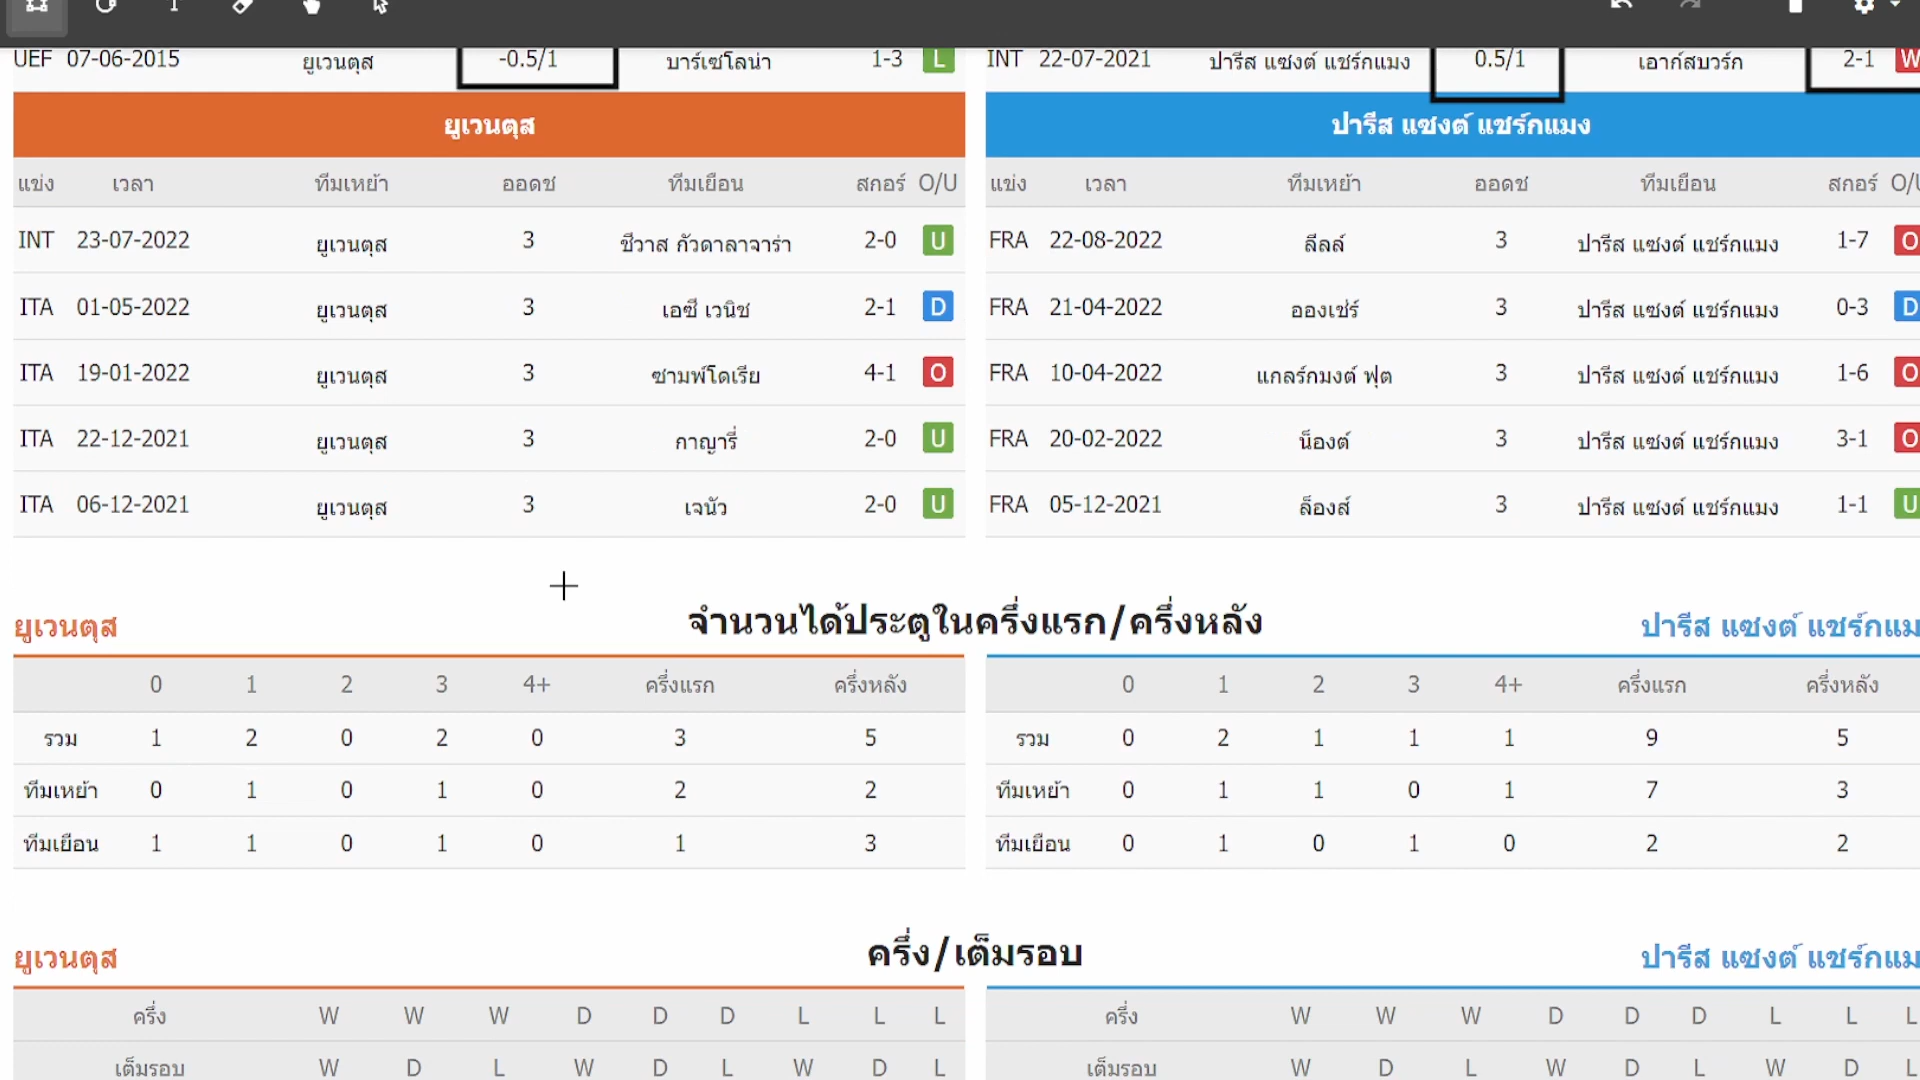 UEF 07-06-2015 ยูเวนตุส -0.5/1 บาร์เซโลน่า 1-3 L
INT 22-07-2021 ปารีส แซงต์ แชร์กแมง 0.5/1 เอาก์สบวร์ก 2-1 W
ยูเวนตุส
แข่ง เวลา ทีมเหย้า ออดซ์ ทีมเยือน สกอร์ O/U
INT 23-07-2022 ยูเวนตุส 3 ชีวาส กัวดาลาจาร่า 2-0 U
ITA 01-05-2022 ยูเวนตุส 3 เอซี เวนิช 2-1 D
ITA 19-01-2022 ยูเวนตุส 3 ซามพ์โดเรีย 4-1 O
ITA 22-12-2021 ยูเวนตุส 3 กาญารี่ 2-0 U
ITA 06-12-2021 ยูเวนตุส 3 เจนัว 2-0 U
ปารีส แซงต์ แชร์กแมง
แข่ง เวลา ทีมเหย้า ออดซ์ ทีมเยือน สกอร์ O/U
FRA 22-08-2022 ลีลล์ 3 ปารีส แซงต์ แชร์กแมง 1-7 O
FRA 21-04-2022 อองเช่ร์ 3 ปารีส แซงต์ แชร์กแมง 0-3 D
FRA 10-04-2022 แกลร์กมงต์ ฟุต 3 ปารีส แซงต์ แชร์กแมง 1-6 O
FRA 20-02-2022 น็องต์ 3 ปารีส แซงต์ แชร์กแมง 3-1 O
FRA 05-12-2021 ล็องส์ 3 ปารีส แซงต์ แชร์กแมง 1-1 U
จำนวนได้ประตูในครึ่งแรก/ครึ่งหลัง
ยูเวนตุส
0 1 2 3 4+ ครึ่งแรก ครึ่งหลัง
รวม 1 2 0 2 0 3 5
ทีมเหย้า 0 1 0 1 0 2 2
ทีมเยือน 1 1 0 1 0 1 3
ปารีส แซงต์ แชร์กแม
0 1 2 3 4+ ครึ่งแรก ครึ่งหลัง
รวม 0 2 1 1 1 9 5
ทีมเหย้า 0 1 1 0 1 7 3
ทีมเยือน 0 1 0 1 0 2 2
ครึ่ง/เต็มรอบ
ยูเวนตุส
ครึ่ง W W W D D D L L L
เต็มรอบ W D L W D L W D L
ปารีส แซงต์ แชร์กแม
ครึ่ง W W W D D D L L L
เต็มรอบ W D L W D L W D L